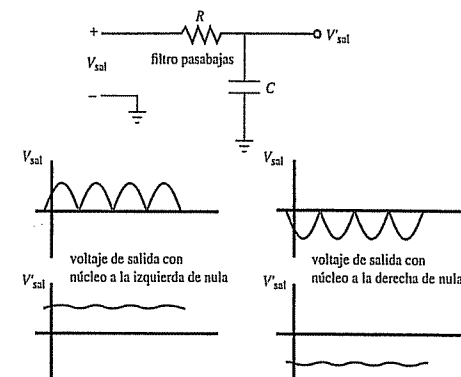 R
+
V'sal
Vsal
filtro pasabajas
C
−
Vsal
voltaje de salida con
núcleo a la izquierda de nula
V'sal
Vsal
voltaje de salida con
núcleo a la derecha de nula
V'sal